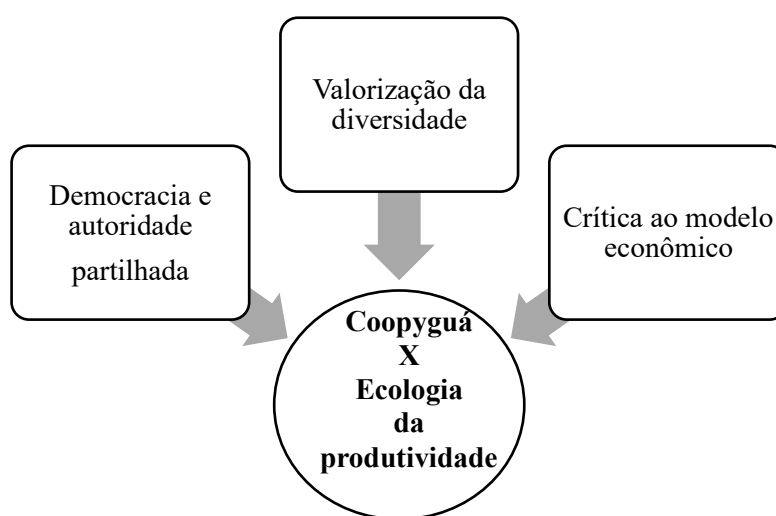 Valorização da
diversidade
Democracia e
autoridade
partilhada
Crítica ao modelo
econômico
Coopyguá
X
Ecologia
da
produtividade